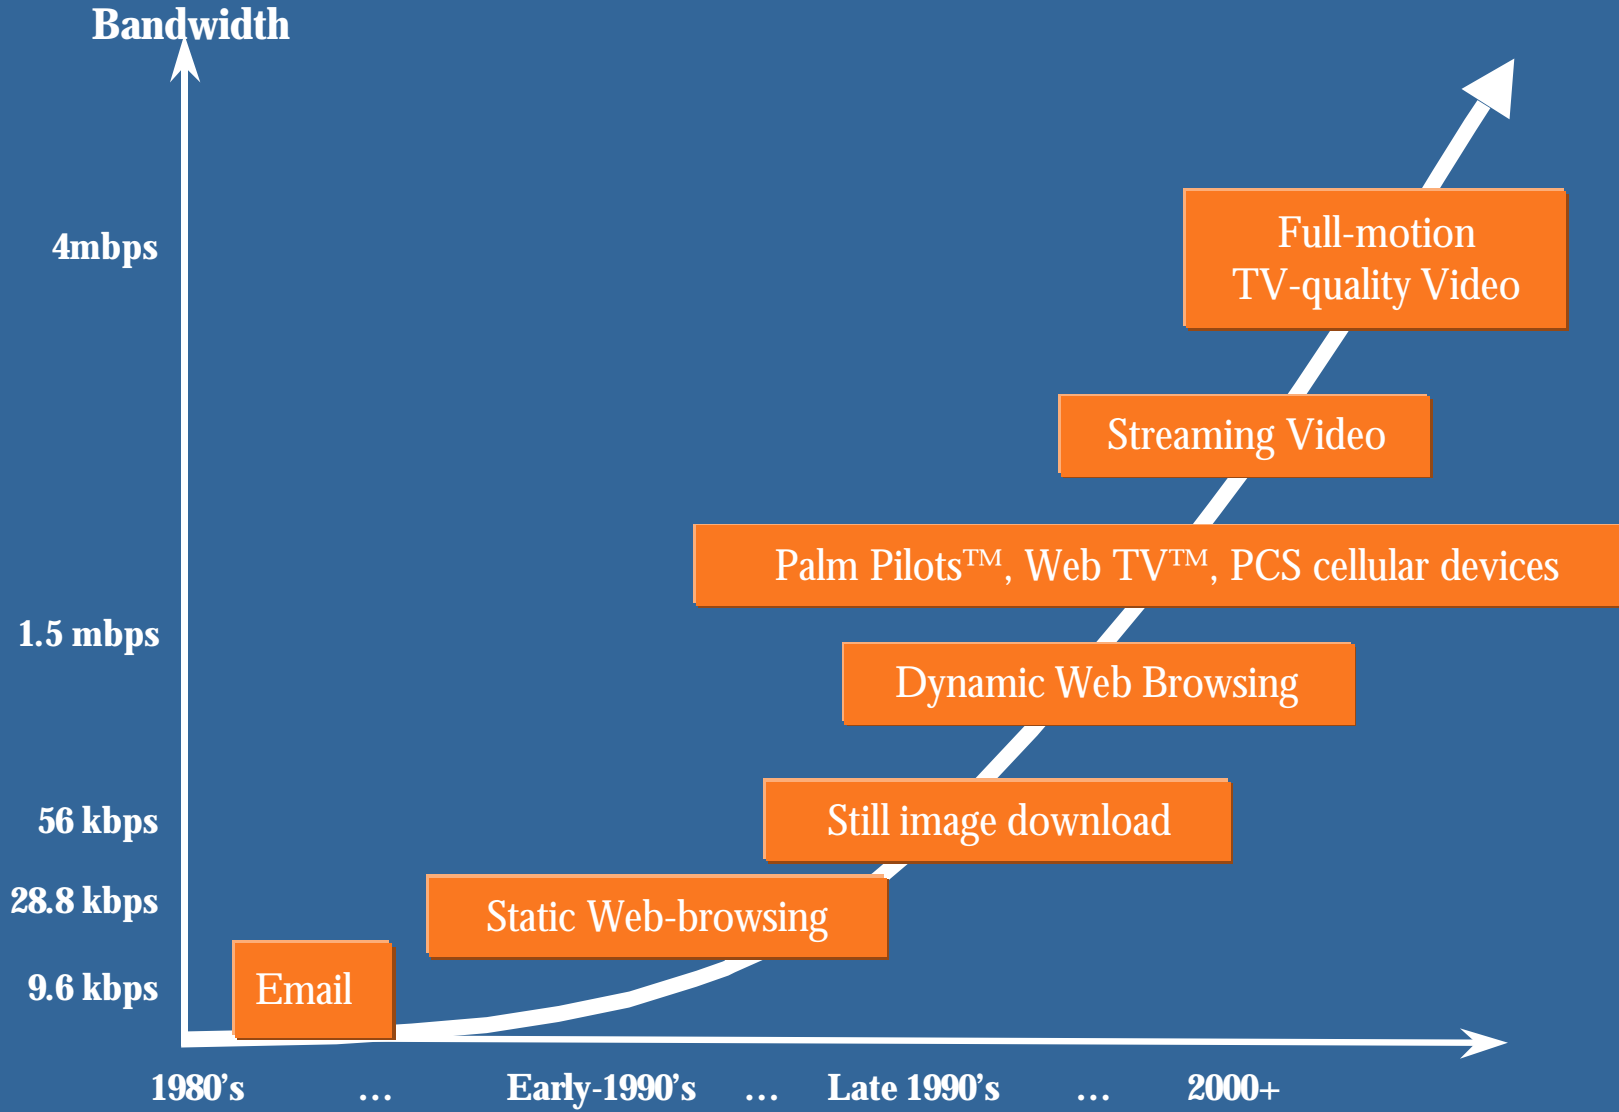 Bandwidth
4mbps
Full-motion
TV-quality Video
Streaming Video
Palm Pilots™, Web TV™, PCS cellular devices
1.5 mbps
Dynamic Web Browsing
56 kbps
Still image download
28.8 kbps
Static Web-browsing
9.6 kbps
Email
1980's … Early-1990's … Late 1990's … 2000+